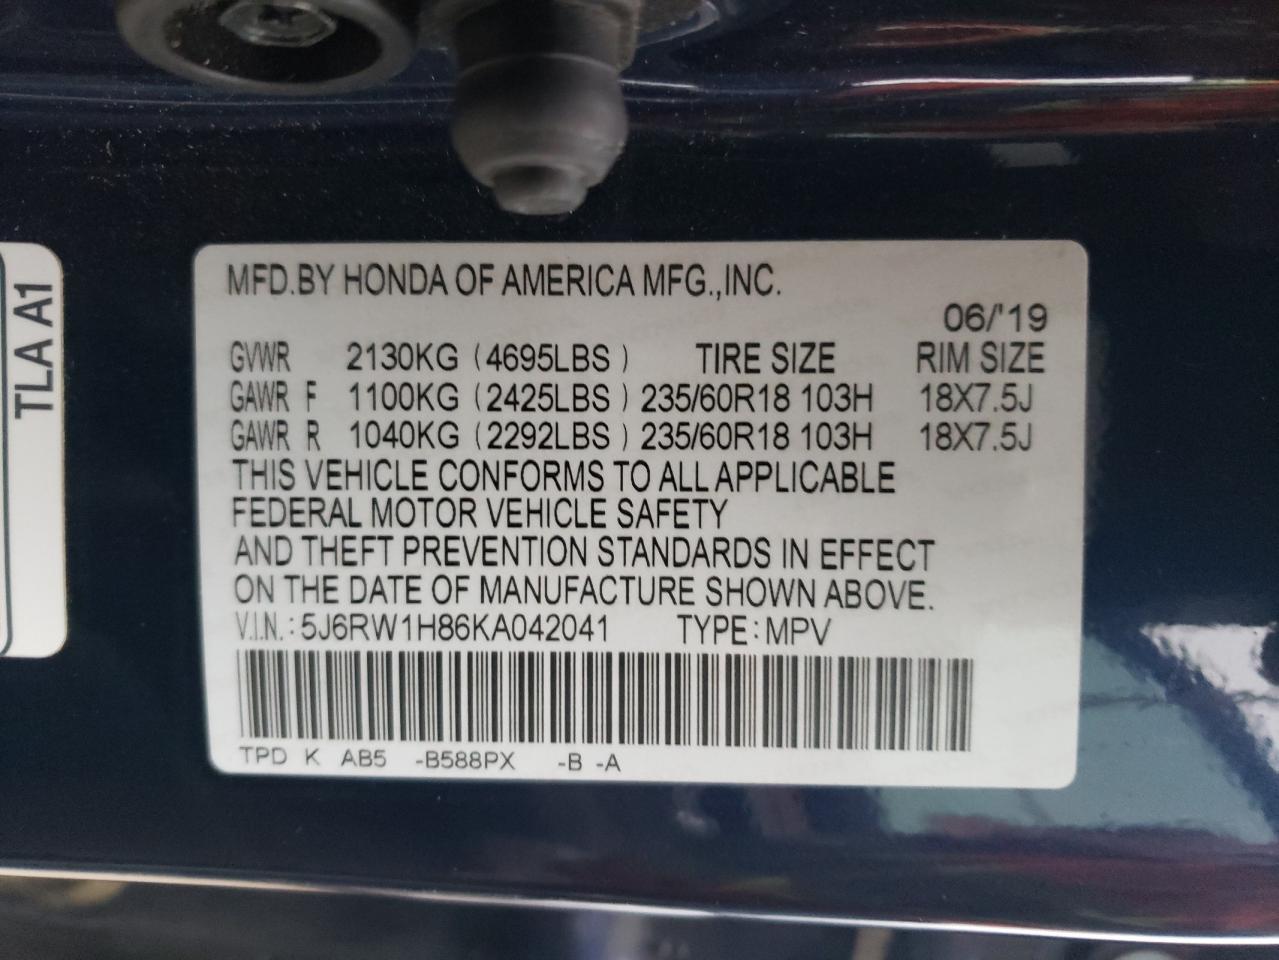 TLA A1
MFD.BY HONDA OF AMERICA MFG.,INC.
06/'19
GVWR 2130KG (4695LBS) TIRE SIZE RIM SIZE
GAWR F 1100KG (2425LBS) 235/60R18 103H 18X7.5J
GAWR R 1040KG (2292LBS) 235/60R18 103H 18X7.5J
THIS VEHICLE CONFORMS TO ALL APPLICABLE
FEDERAL MOTOR VEHICLE SAFETY
AND THEFT PREVENTION STANDARDS IN EFFECT
ON THE DATE OF MANUFACTURE SHOWN ABOVE.
V.I.N.: 5J6RW1H86KA042041 TYPE: MPV
TPD K AB5 -B588PX -B -A